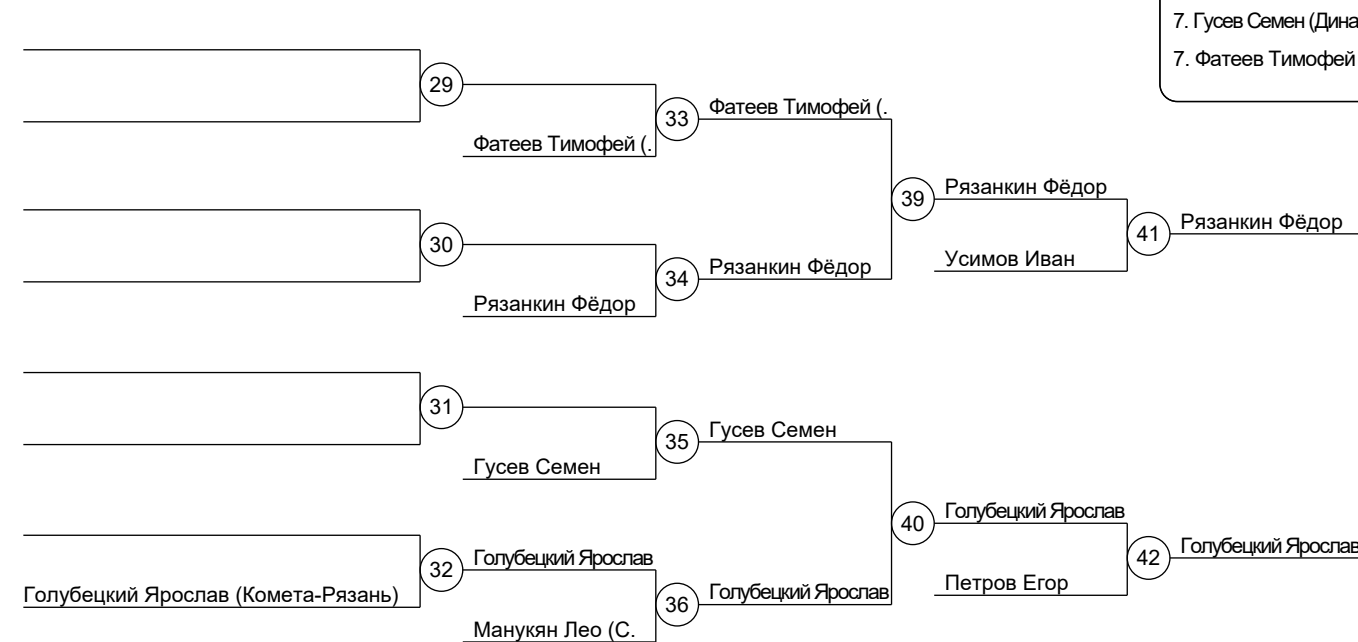 7. Гусев Семен (Дина
7. Фатеев Тимофей
29
Фатеев Тимофей (.
33
Фатеев Тимофей (.
39
Рязанкин Фёдор
41
Рязанкин Фёдор
30
Рязанкин Фёдор
34
Рязанкин Фёдор
Усимов Иван
31
Гусев Семен
35
Гусев Семен
40
Голубецкий Ярослав
42
Голубецкий Ярослав
Голубецкий Ярослав (Комета-Рязань)
32
Голубецкий Ярослав
36
Голубецкий Ярослав
Петров Егор
Манукян Лео (С.